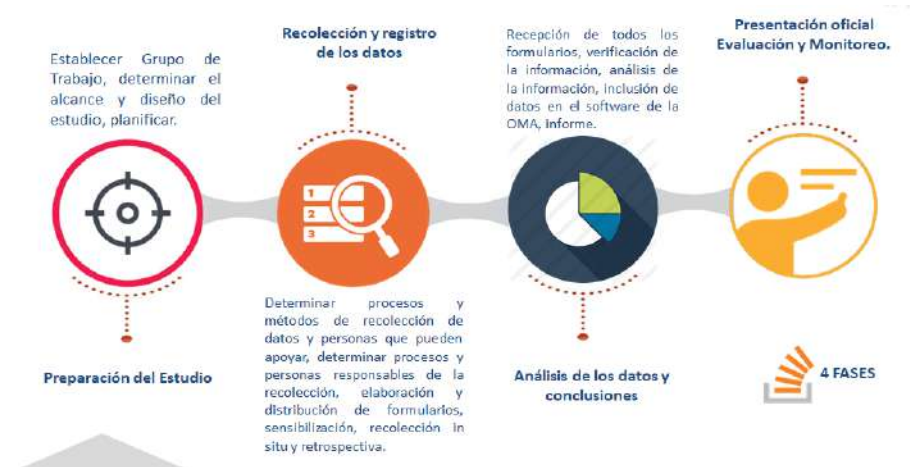 Establecer Grupo de
Trabajo, determinar el
alcance y diseño del
estudio, planificar.
Preparación del Estudio
Recolección y registro
de los datos
1
2
3
Determinar procesos y
métodos de recolección de
datos y personas que pueden
apoyar, determinar procesos y
personas responsables de la
recolección, elaboración y
distribución de formularios,
sensibilización, recolección in
situ y retrospectiva.
Recepción de todos los
formularios, verificación de
la información, análisis de
la información, inclusión de
datos en el software de la
OMA, informe.
Análisis de los datos y
conclusiones
Presentación oficial
Evaluación y Monitoreo.
4 FASES